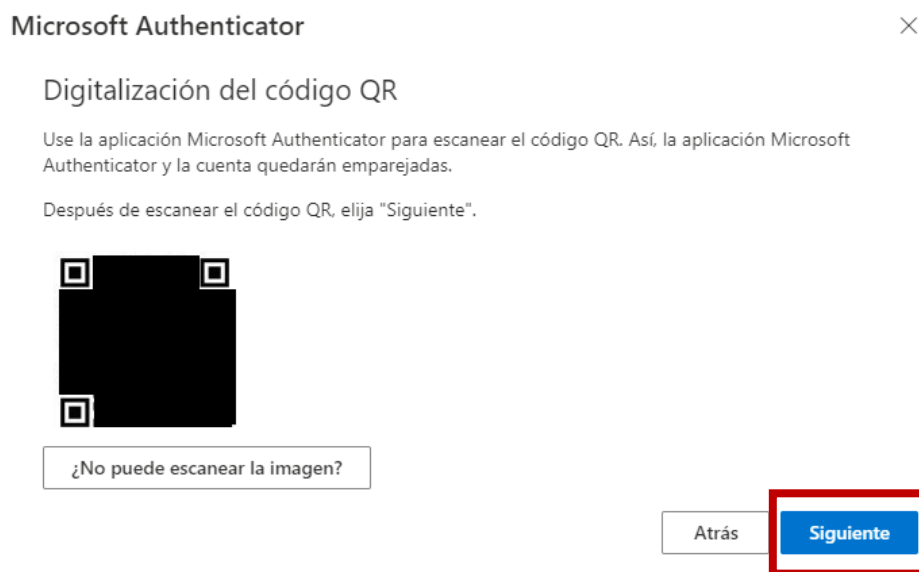 Microsoft Authenticator
Digitalización del código QR
Use la aplicación Microsoft Authenticator para escanear el código QR. Así, la aplicación Microsoft
Authenticator y la cuenta quedarán emparejadas.
Después de escanear el código QR, elija "Siguiente".
¿No puede escanear la imagen?
Atrás
Siguiente